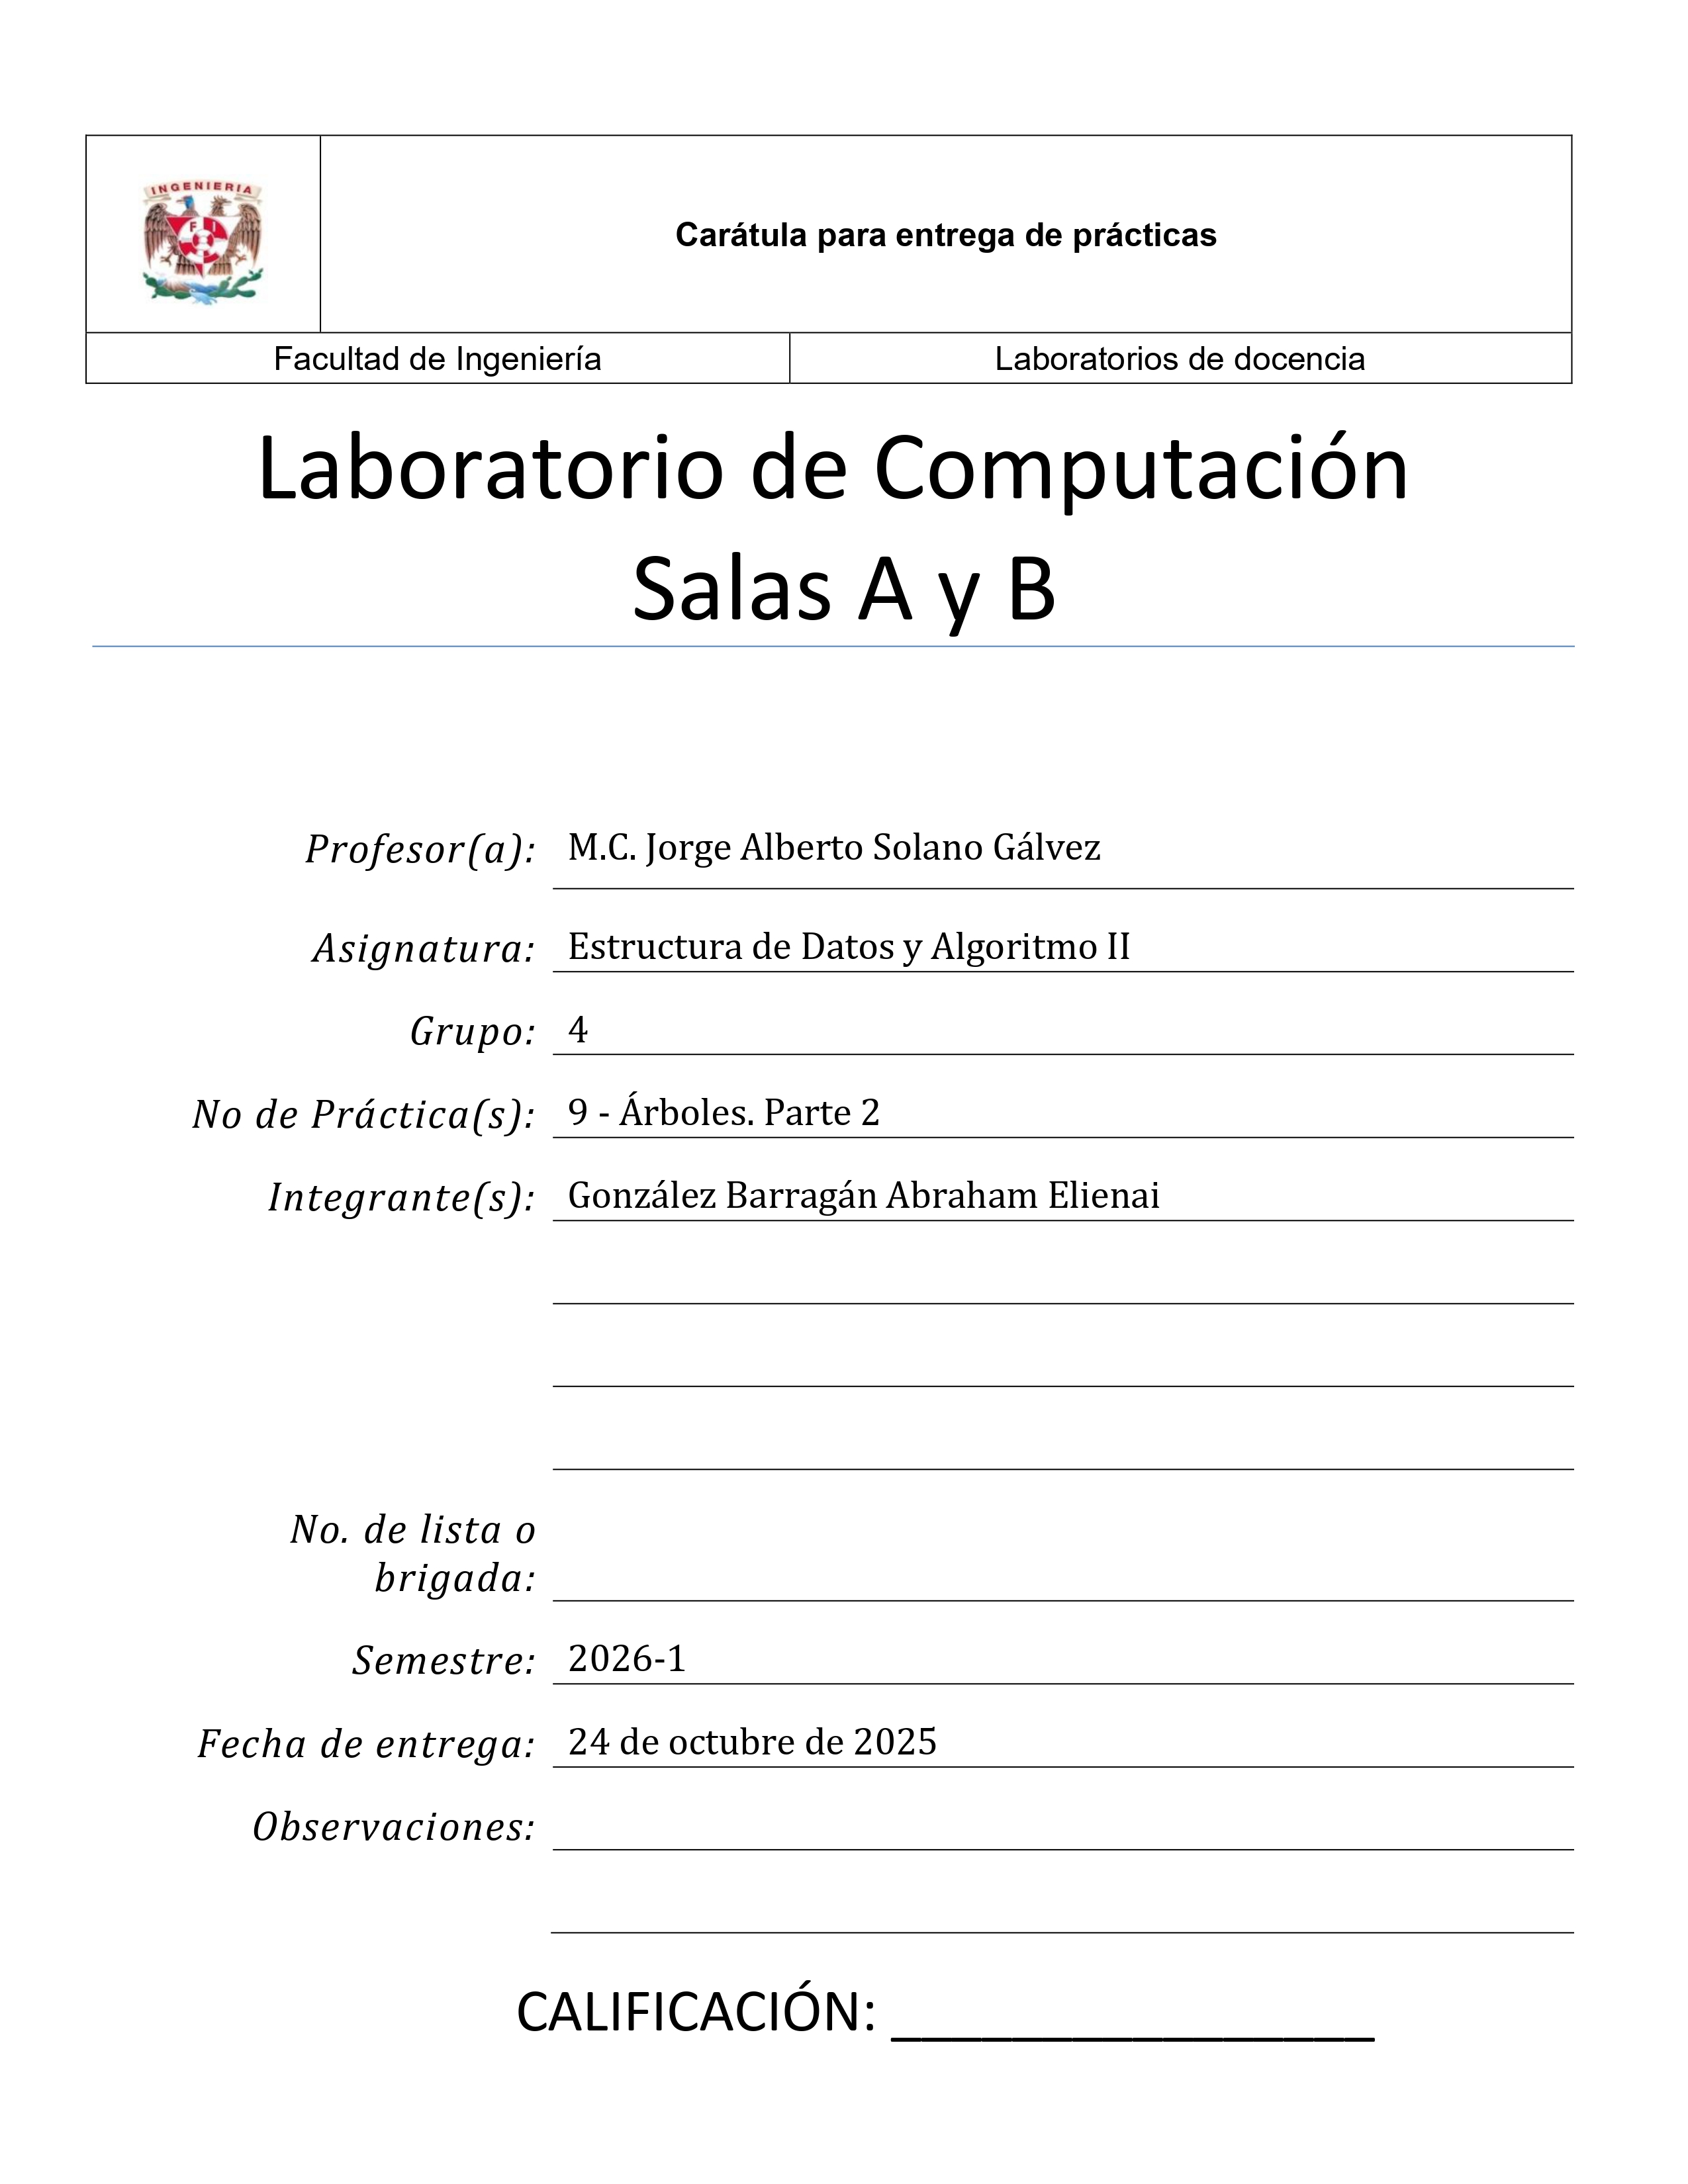 INGENIERIA
F I
Carátula para entrega de prácticas
Facultad de Ingeniería
Laboratorios de docencia
Laboratorio de Computación
Salas A y B
Profesor(a): M.C. Jorge Alberto Solano Gálvez
Asignatura: Estructura de Datos y Algoritmo II
Grupo: 4
No de Práctica(s): 9 - Árboles. Parte 2
Integrante(s): González Barragán Abraham Elienai
No. de lista o
brigada:
Semestre: 2026-1
Fecha de entrega: 24 de octubre de 2025
Observaciones:
CALIFICACIÓN: ________________